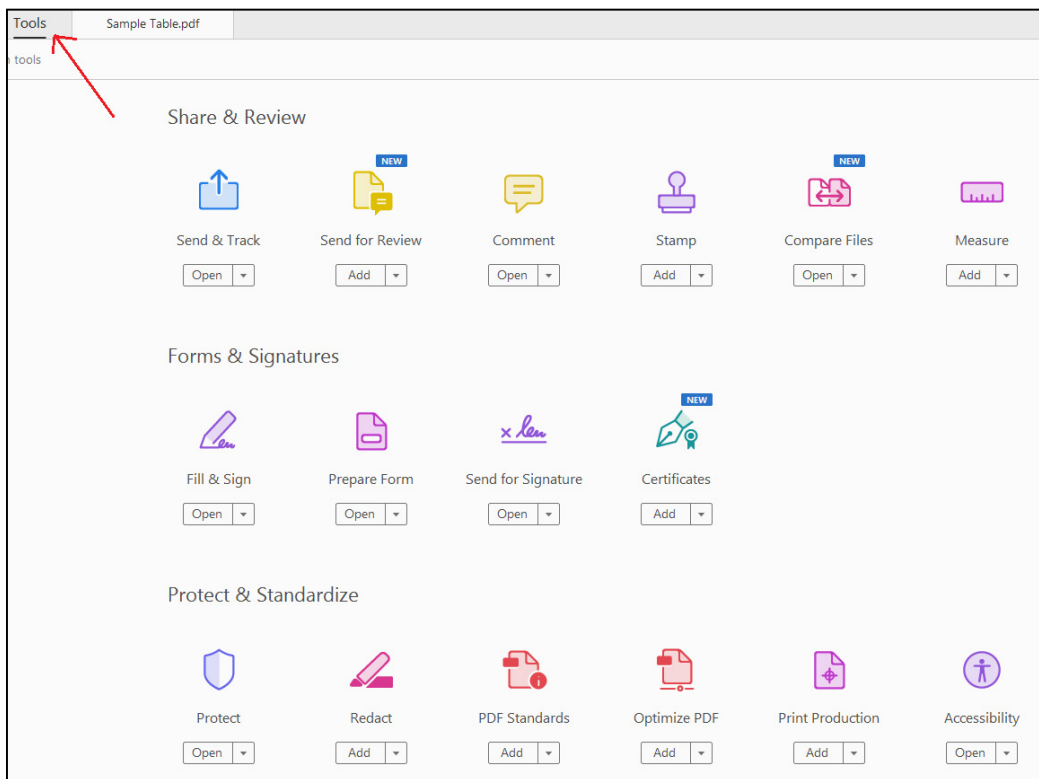 Tools Sample Table.pdf
tools
Share & Review
NEW NEW
Send & Track Send for Review Comment Stamp Compare Files Measure
Open Add Open Add Open Add
Forms & Signatures
NEW
Fill & Sign Prepare Form Send for Signature Certificates
Open Open Open Add
Protect & Standardize
Protect Redact PDF Standards Optimize PDF Print Production Accessibility
Open Add Add Add Add Open